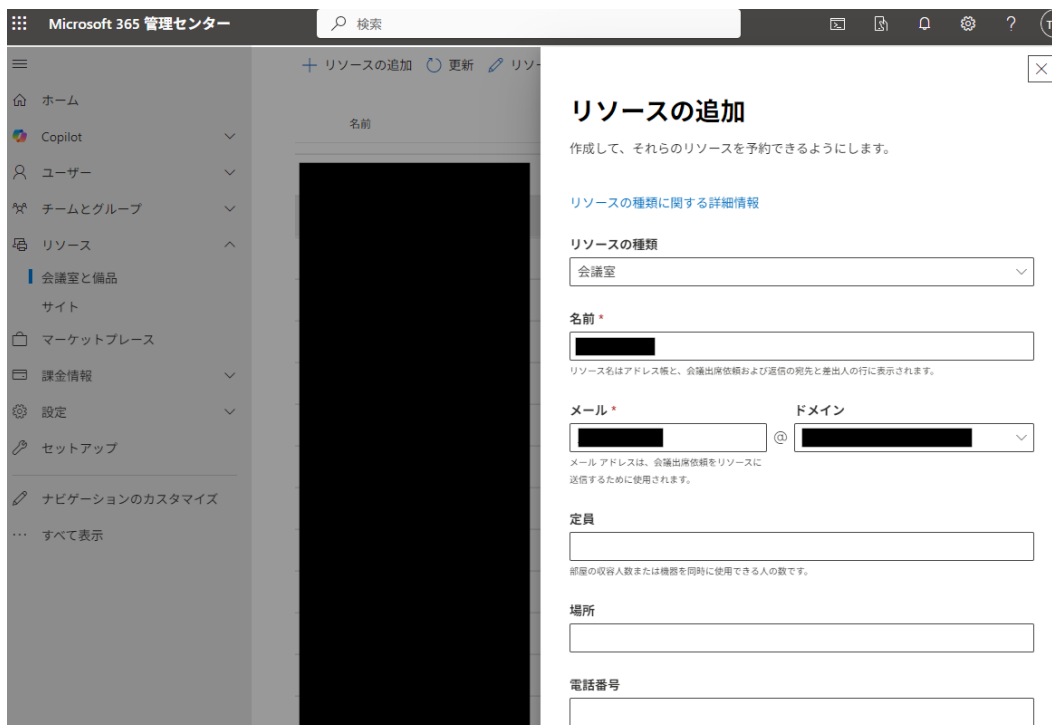 Microsoft 365 管理センター
検索
?
ホーム
Copilot
ユーザー
チームとグループ
リソース
会議室と備品
サイト
マーケットプレース
課金情報
設定
セットアップ
ナビゲーションのカスタマイズ
すべて表示
リソースの追加 更新 リソー
名前
リソースの追加
作成して、それらのリソースを予約できるようにします。
リソースの種類に関する詳細情報
リソースの種類
会議室
名前 *
リソース名はアドレス帳と、会議出席依頼および返信の宛先と差出人の行に表示されます。
メール * ドメイン
@
メール アドレスは、会議出席依頼をリソースに
送信するために使用されます。
定員
部屋の収容人数または機器を同時に使用できる人の数です。
場所
電話番号